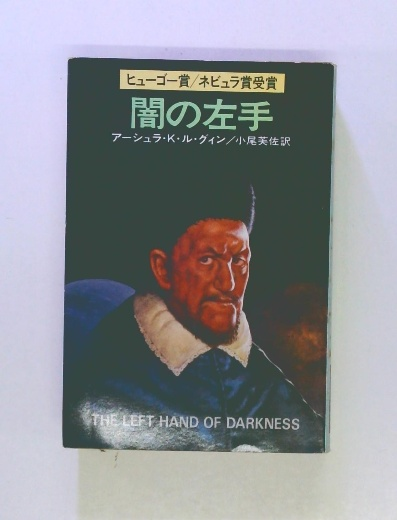 ヒューゴー賞/ネビュラ賞受賞
闇の左手
アーシュラ・K・ル・グィン/小尾芙佐訳
THE LEFT HAND OF DARKNESS